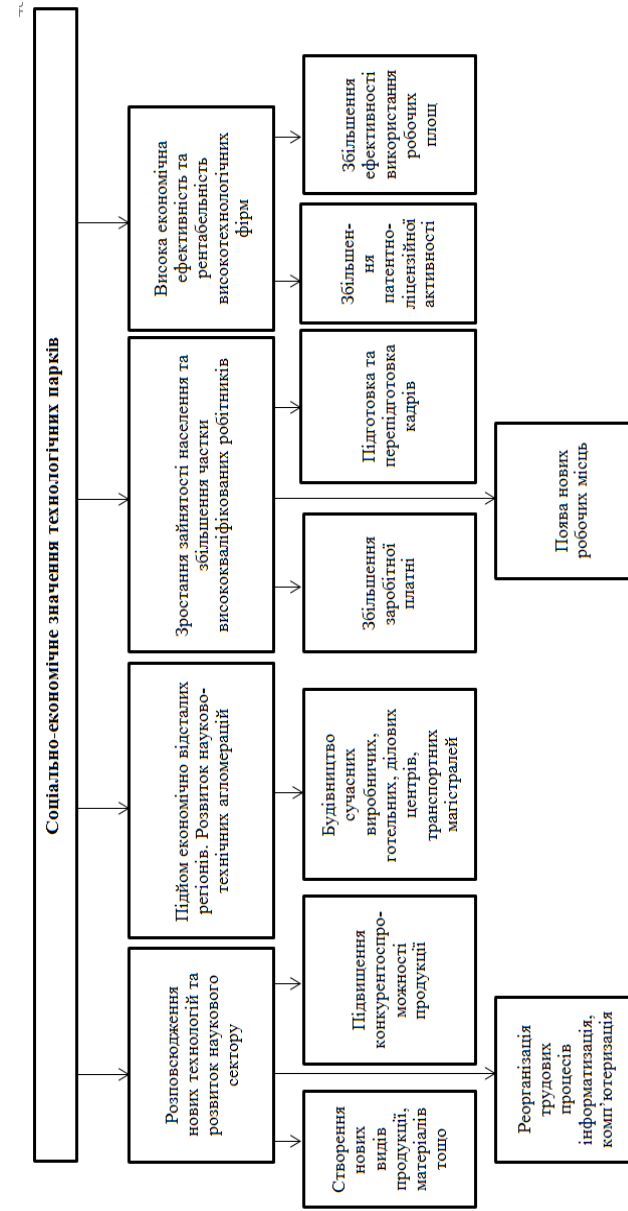 Соціально-економічне значення технологічних парків
Розповсюдження
нових технологій та
розвиток наукового
сектору
Підйом економічно відсталих
регіонів. Розвиток науково-
технічних агломерацій
Зростання зайнятості населення та
збільшення частки
висококваліфікованих робітників
Висока економічна
ефективність та
рентабельність
високотехнологічних
фірм
Створення
нових
видів
продукції,
матеріалів
тощо
Підвищення
конкурентоспро-
можності
продукції
Будівництво
сучасних
виробничих,
готельних, ділових
центрів,
транспортних
магістралей
Збільшення
заробітної
платні
Підготовка та
перепідготовка
кадрів
Збільшен-
ня
патентно-
ліцензійної
активності
Збільшення
ефективності
використання
робочих
площ
Реорганізація
трудових
процесів
інформатизація,
комп’ютеризація
Поява нових
робочих місць